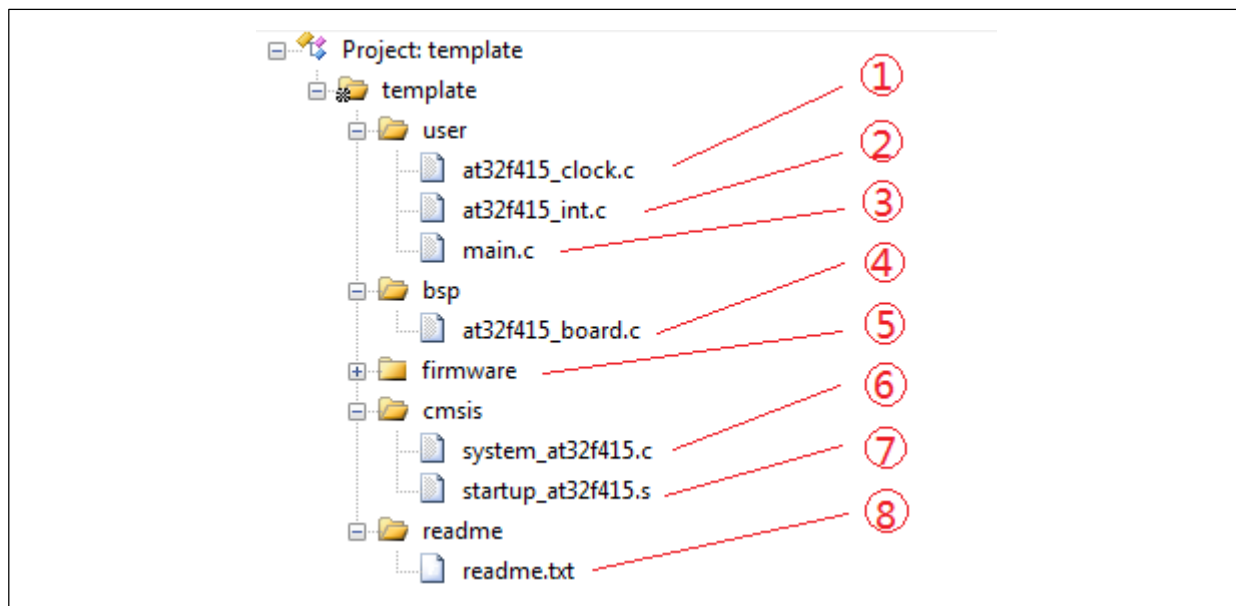 Project: template
template
①
user
at32f415_clock.c
②
at32f415_int.c
③
main.c
④
bsp
at32f415_board.c
⑤
firmware
⑥
cmsis
system_at32f415.c
⑦
startup_at32f415.s
⑧
readme
readme.txt